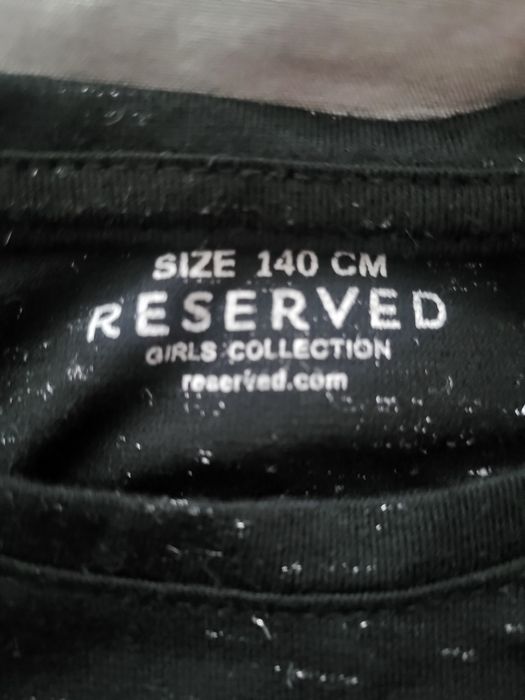 SIZE 140 CM
RESERVED
GIRLS COLLECTION
reserved.com